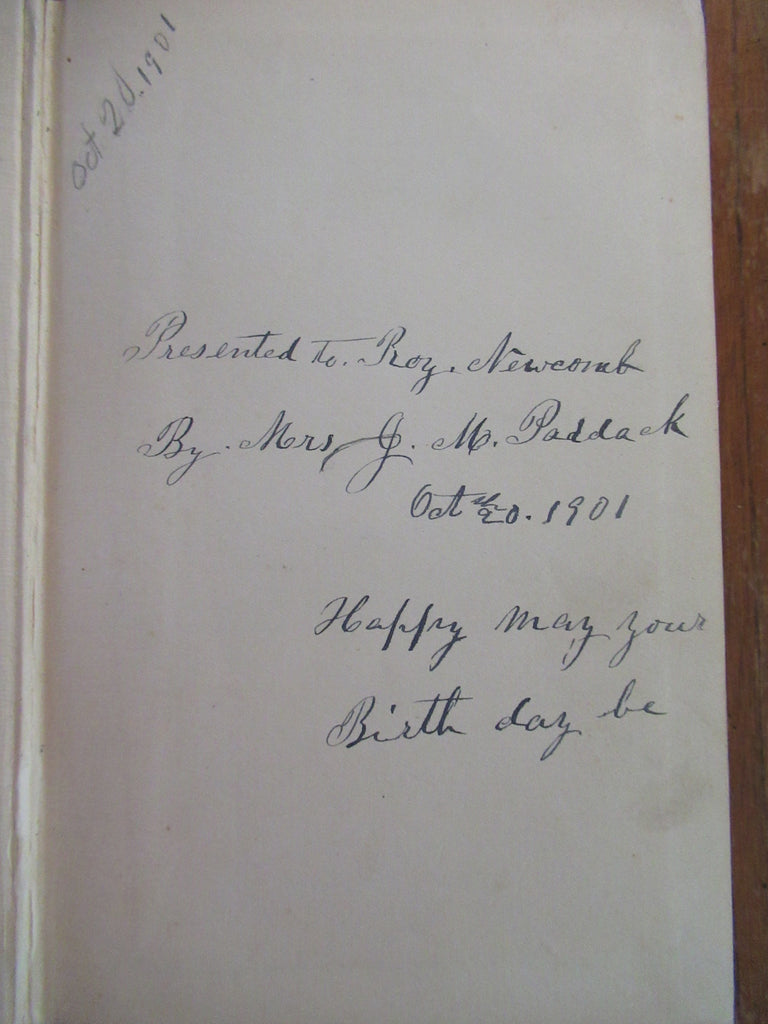 Oct 20. 1901
Presented to. Roy. Newcomb
By. Mrs J. M. Paddack
Oct th 20. 1901
Happy may your
Birth day be